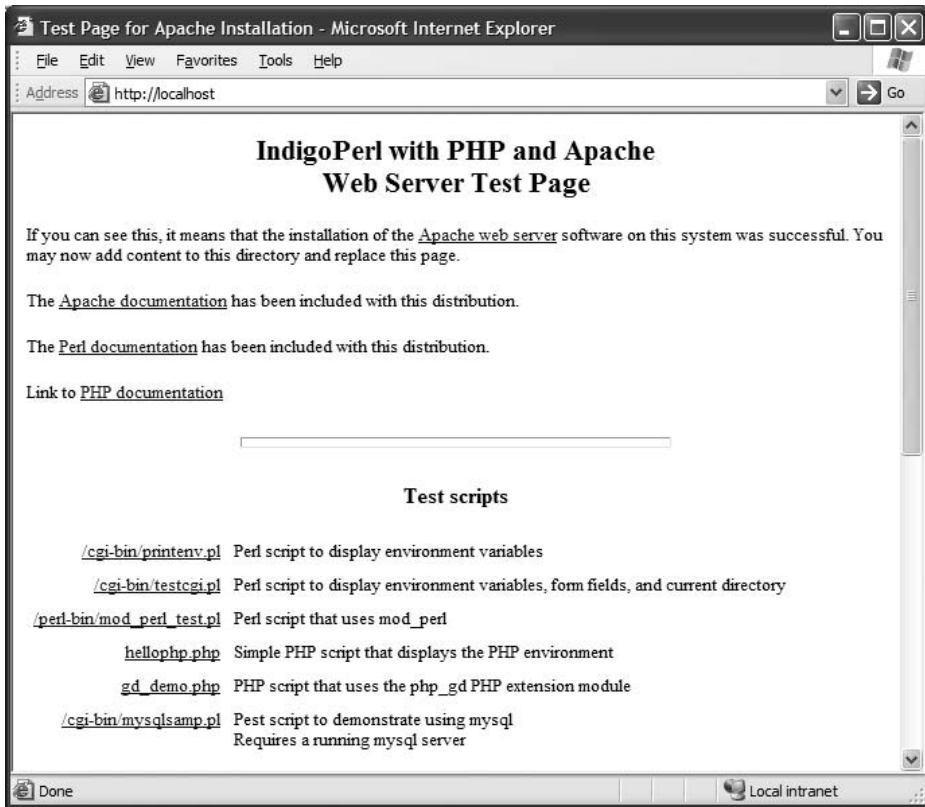 Test Page for Apache Installation - Microsoft Internet Explorer
File Edit View Favorites Tools Help
Address http://localhost Go
IndigoPerl with PHP and Apache
Web Server Test Page
If you can see this, it means that the installation of the Apache web server software on this system was successful. You
may now add content to this directory and replace this page.
The Apache documentation has been included with this distribution.
The Perl documentation has been included with this distribution.
Link to PHP documentation
Test scripts
/cgi-bin/printenv.pl Perl script to display environment variables
/cgi-bin/testcgi.pl Perl script to display environment variables, form fields, and current directory
/perl-bin/mod_perl_test.pl Perl script that uses mod_perl
hellophp.php Simple PHP script that displays the PHP environment
gd_demo.php PHP script that uses the php_gd PHP extension module
/cgi-bin/mysqlsamp.pl Pest script to demonstrate using mysql
Requires a running mysql server
Done Local intranet